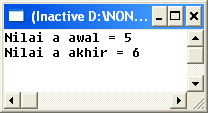 (Inactive D:\NON...
Nilai a awal = 5
Nilai a akhir = 6